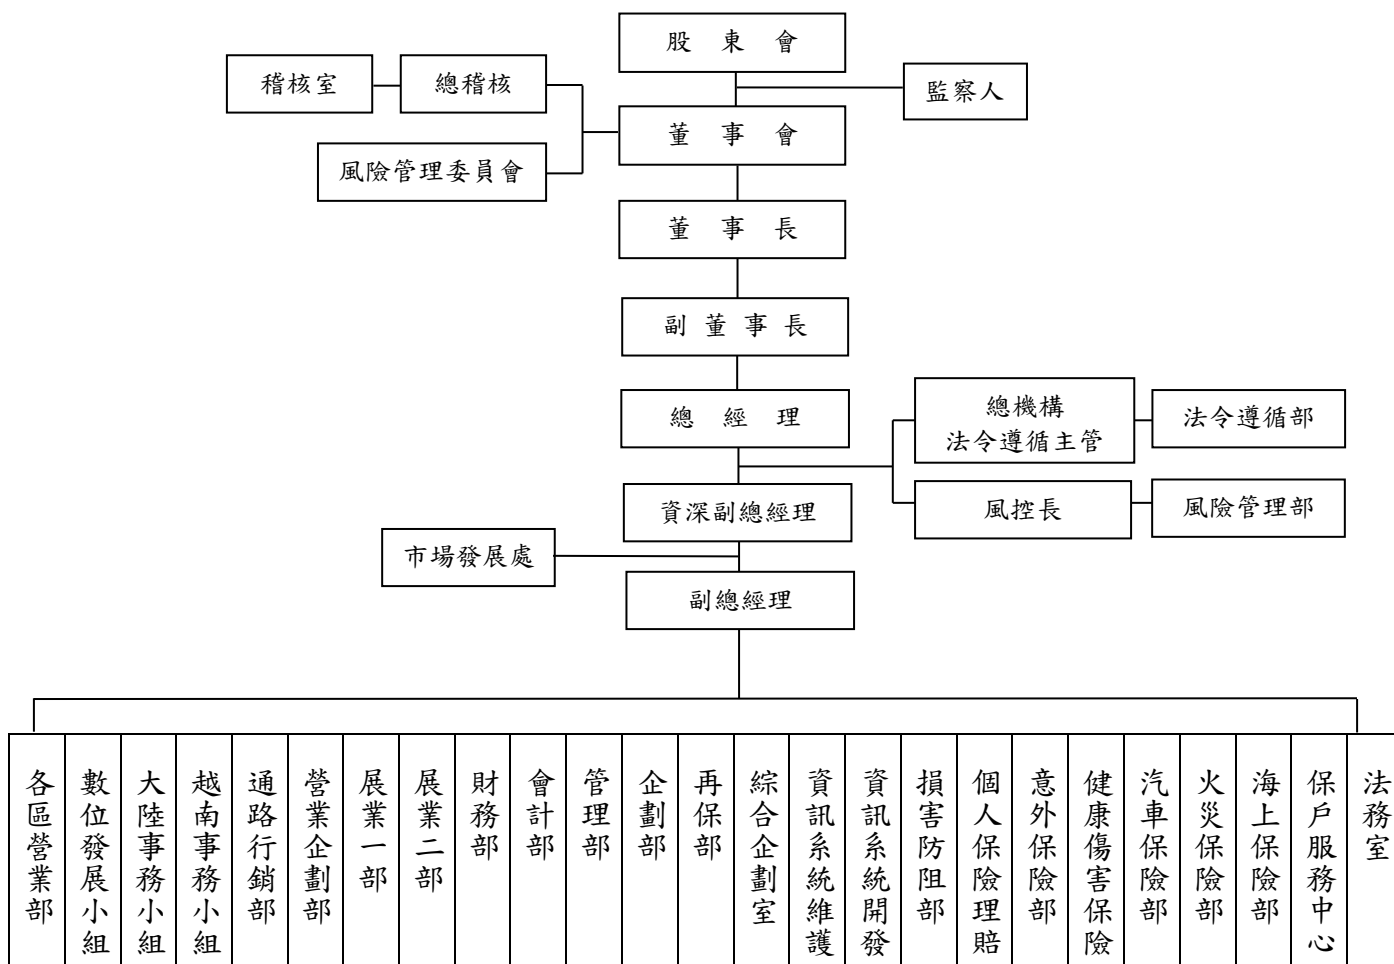 股東會
稽核室
總稽核
監察人
董事會
風險管理委員會
董事長
副董事長
總經理
總機構
法令遵循主管
法令遵循部
資深副總經理
風控長
風險管理部
市場發展處
副總經理
各區營業部
數位發展小組
大陸事務小組
越南事務小組
通路行銷部
營業企劃部
展業一部
展業二部
財務部
會計部
管理部
企劃部
再保部
綜合企劃室
資訊系統維護
資訊系統開發
損害防阻部
個人保險理賠
意外保險部
健康傷害保險
汽車保險部
火災保險部
海上保險部
保戶服務中心
法務室